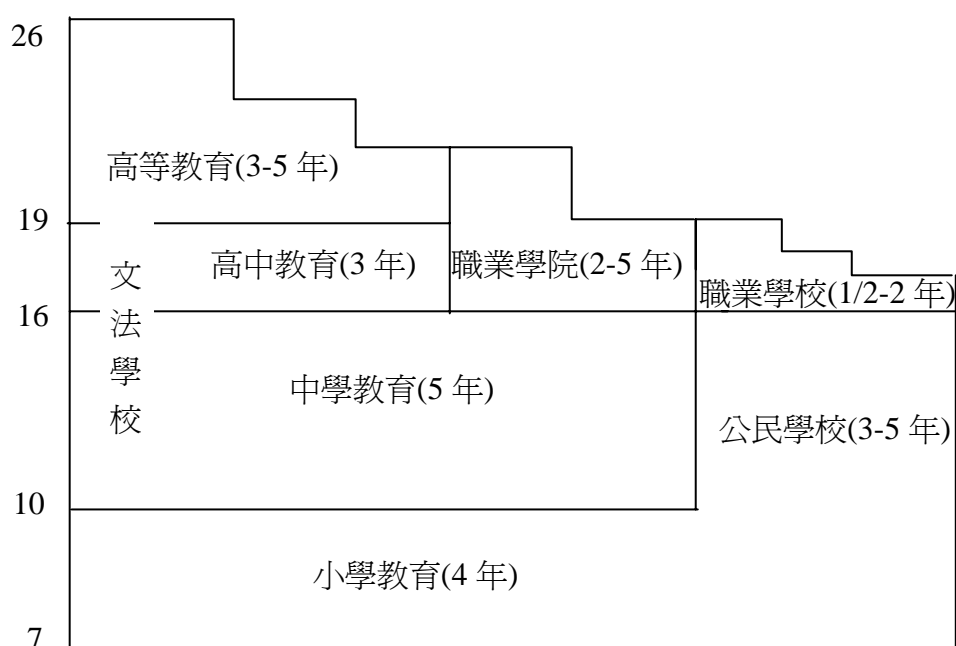 26
高等教育(3-5 年)
19
高中教育(3 年)
職業學院(2-5 年)
職業學校(1/2-2 年)
16
文法學校
中學教育(5 年)
公民學校(3-5 年)
10
小學教育(4 年)
7